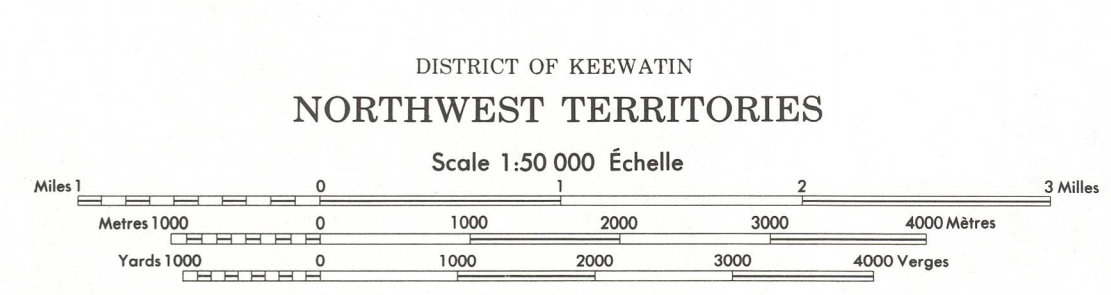 DISTRICT OF KEEWATIN
NORTHWEST TERRITORIES
Scale 1:50 000 Échelle
Miles 1 0 1 2 3 Milles
Metres 1000 0 1000 2000 3000 4000 Mètres
Yards 1000 0 1000 2000 3000 4000 Verges